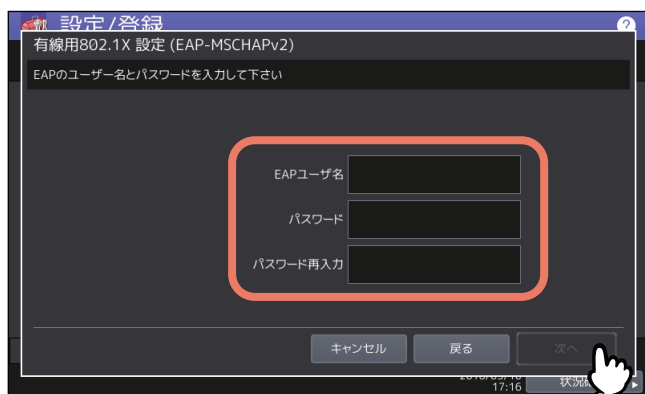 設定/登録
?
有線用802.1X 設定 (EAP-MSCHAPv2)
EAPのユーザー名とパスワードを入力して下さい
EAPユーザ名
パスワード
パスワード再入力
キャンセル
戻る
次へ
17:16